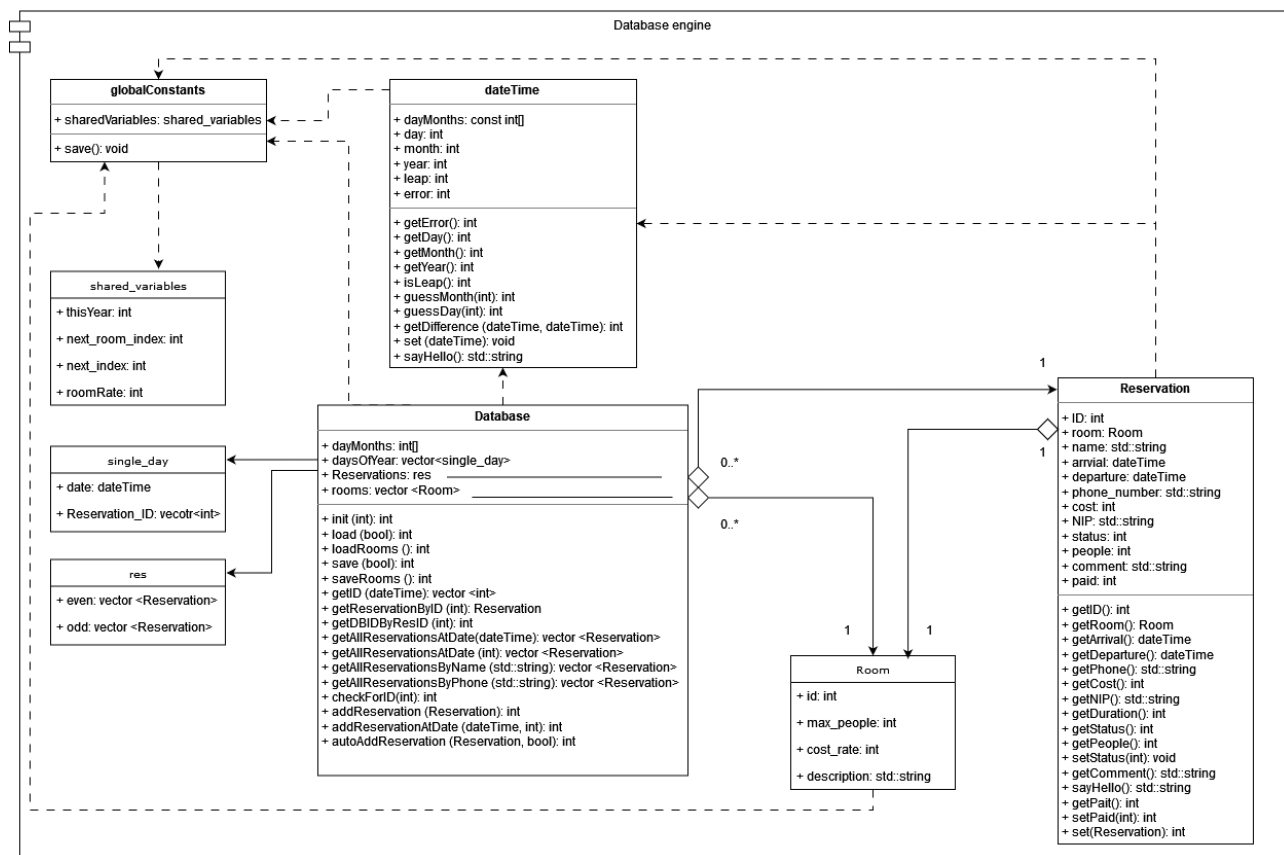 Database engine
globalConstants
+ sharedVariables: shared_variables
+ save(): void
dateTime
+ dayMonths: const int[]
+ day: int
+ month: int
+ year: int
+ leap: int
+ error: int
+ getError(): int
+ getDay(): int
+ getMonth(): int
+ getYear(): int
+ isLeap(): int
+ guessMonth(int): int
+ guessDay(int): int
+ getDifference (dateTime, dateTime): int
+ set (dateTime): void
+ sayHello(): std::string
shared_variables
+ thisYear: int
+ next_room_index: int
+ next_index: int
+ roomRate: int
single_day
+ date: dateTime
+ Reservation_ID: vecotr<int>
res
+ even: vector <Reservation>
+ odd: vector <Reservation>
Database
+ dayMonths: int[]
+ daysOfYear: vector<single_day>
+ Reservations: res
+ rooms: vector <Room>
+ init (int): int
+ load (bool): int
+ loadRooms (): int
+ save (bool): int
+ saveRooms (): int
+ getID (dateTime): vector <int>
+ getReservationByID (int): Reservation
+ getDBIDByResID (int): int
+ getAllReservationsAtDate(dateTime): vector <Reservation>
+ getAllReservationsAtDate (int): vector <Reservation>
+ getAllReservationsByName (std::string): vector <Reservation>
+ getAllReservationsByPhone (std::string): vector <Reservation>
+ checkForID(int): int
+ addReservation (Reservation): int
+ addReservationAtDate (dateTime, int): int
+ autoAddReservation (Reservation, bool): int
0..*
0..*
1
1
1
1
Room
+ id: int
+ max_people: int
+ cost_rate: int
+ description: std::string
Reservation
+ ID: int
+ room: Room
+ name: std::string
+ arrvial: dateTime
+ departure: dateTime
+ phone_number: std::string
+ cost: int
+ NIP: std::string
+ status: int
+ people: int
+ comment: std::string
+ paid: int
+ getID(): int
+ getRoom(): Room
+ getArrival(): dateTime
+ getDeparture(): dateTime
+ getPhone(): std::string
+ getCost(): int
+ getNIP(): std::string
+ getDuration(): int
+ getStatus(): int
+ getPeople(): int
+ setStatus(int): void
+ getComment(): std::string
+ sayHello(): std::string
+ getPait(): int
+ setPaid(int): int
+ set(Reservation): int